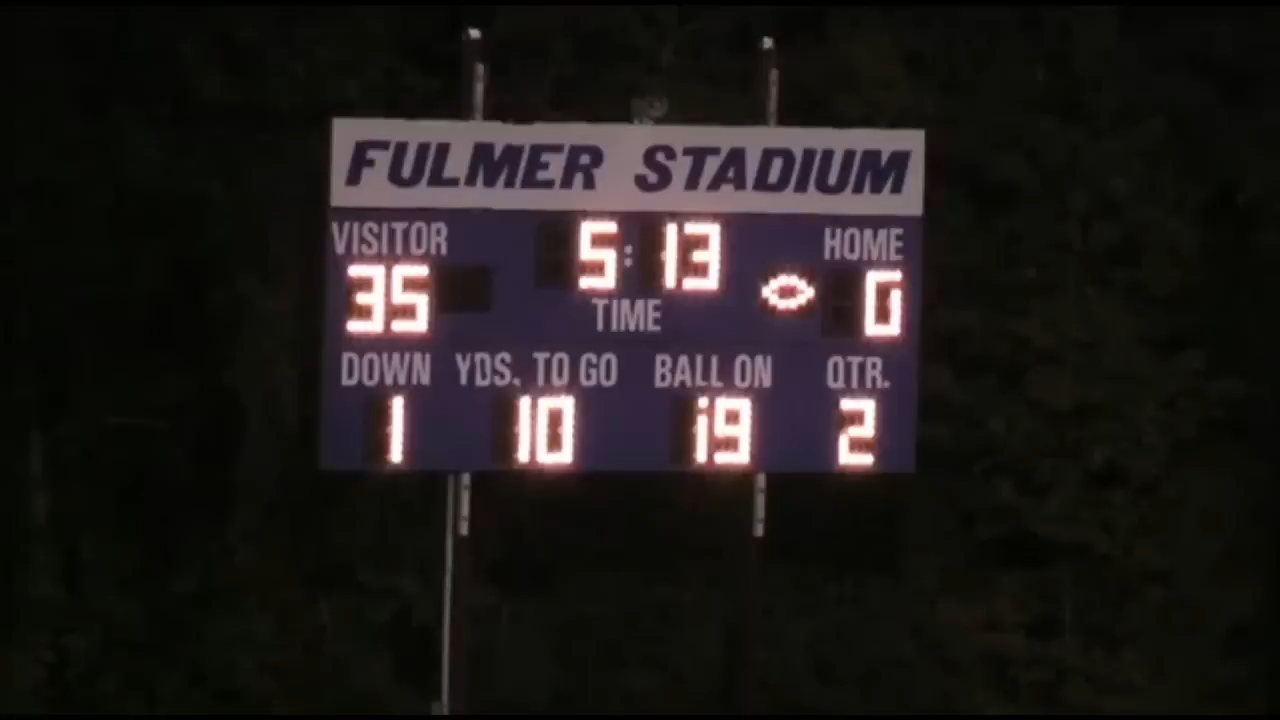 FULMER STADIUM
VISITOR 5:13 HOME
35 TIME 0
DOWN YDS. TO GO BALL ON QTR.
1 10 19 2